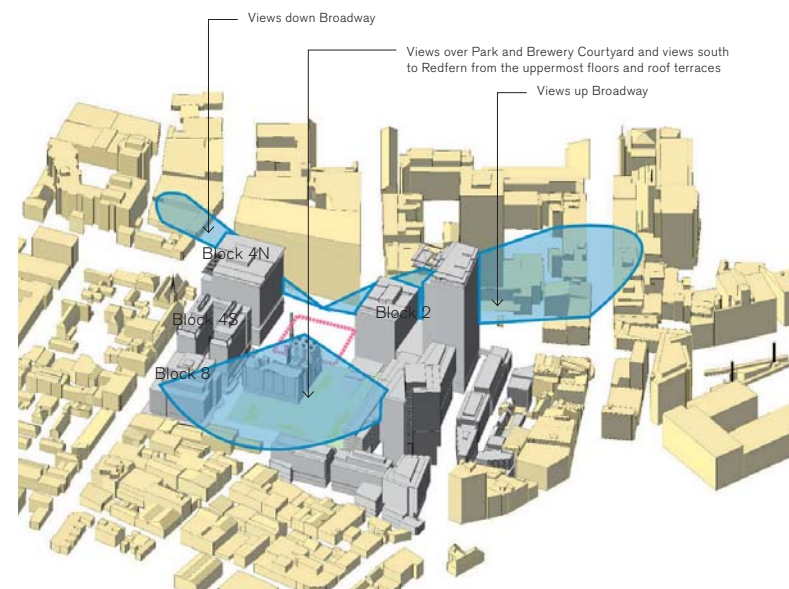 Views down Broadway
Views over Park and Brewery Courtyard and views south
to Redfern from the uppermost floors and roof terraces
Views up Broadway
Block 4N
Block 2
Block 4S
Block 8